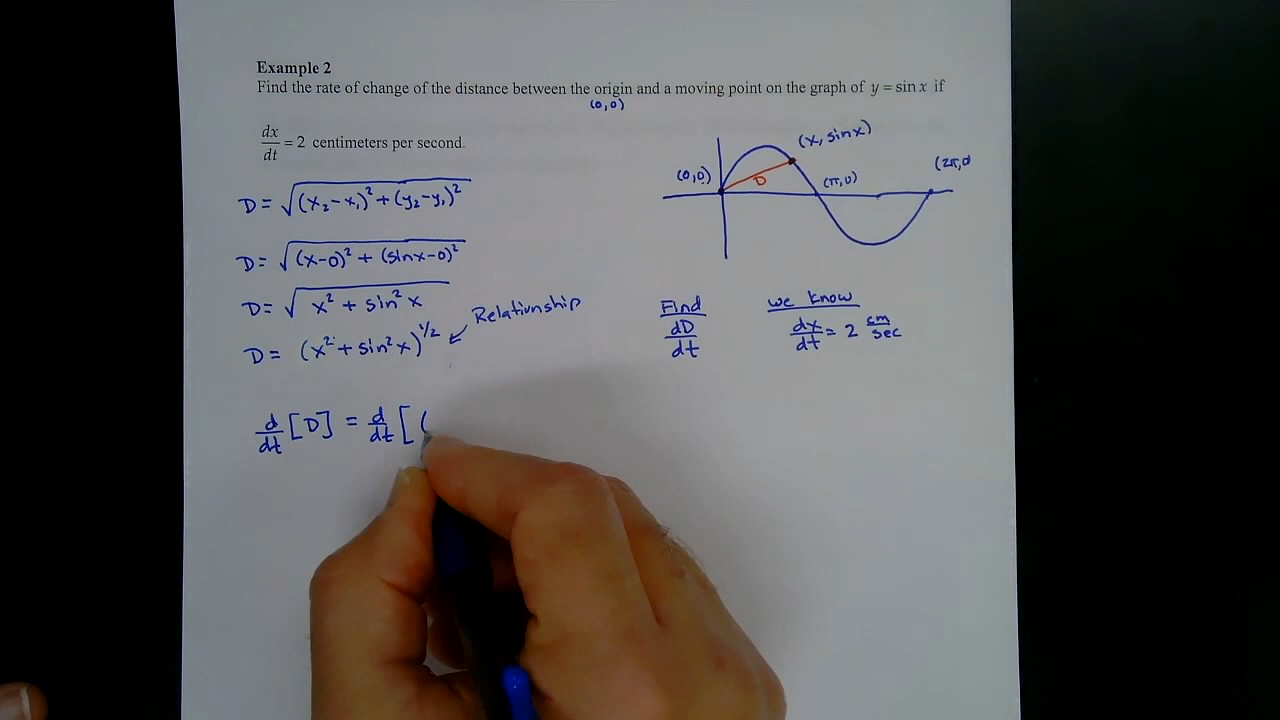 Example 2
Find the rate of change of the distance between the origin and a moving point on the graph of y = sin x if
(0,0)
dx/dt = 2 centimeters per second.
D = √((x₂-x₁)² + (y₂-y₁)²)
D = √((x-0)² + (sinx-0)²)
D = √(x² + sin²x)
D = (x² + sin²x)^1/2
Relationship
(0,0)
D
(x, sinx)
(π,0)
(2π,0
Find
dD/dt
we know
dx/dt = 2 cm/sec
d/dt [D] = d/dt [(